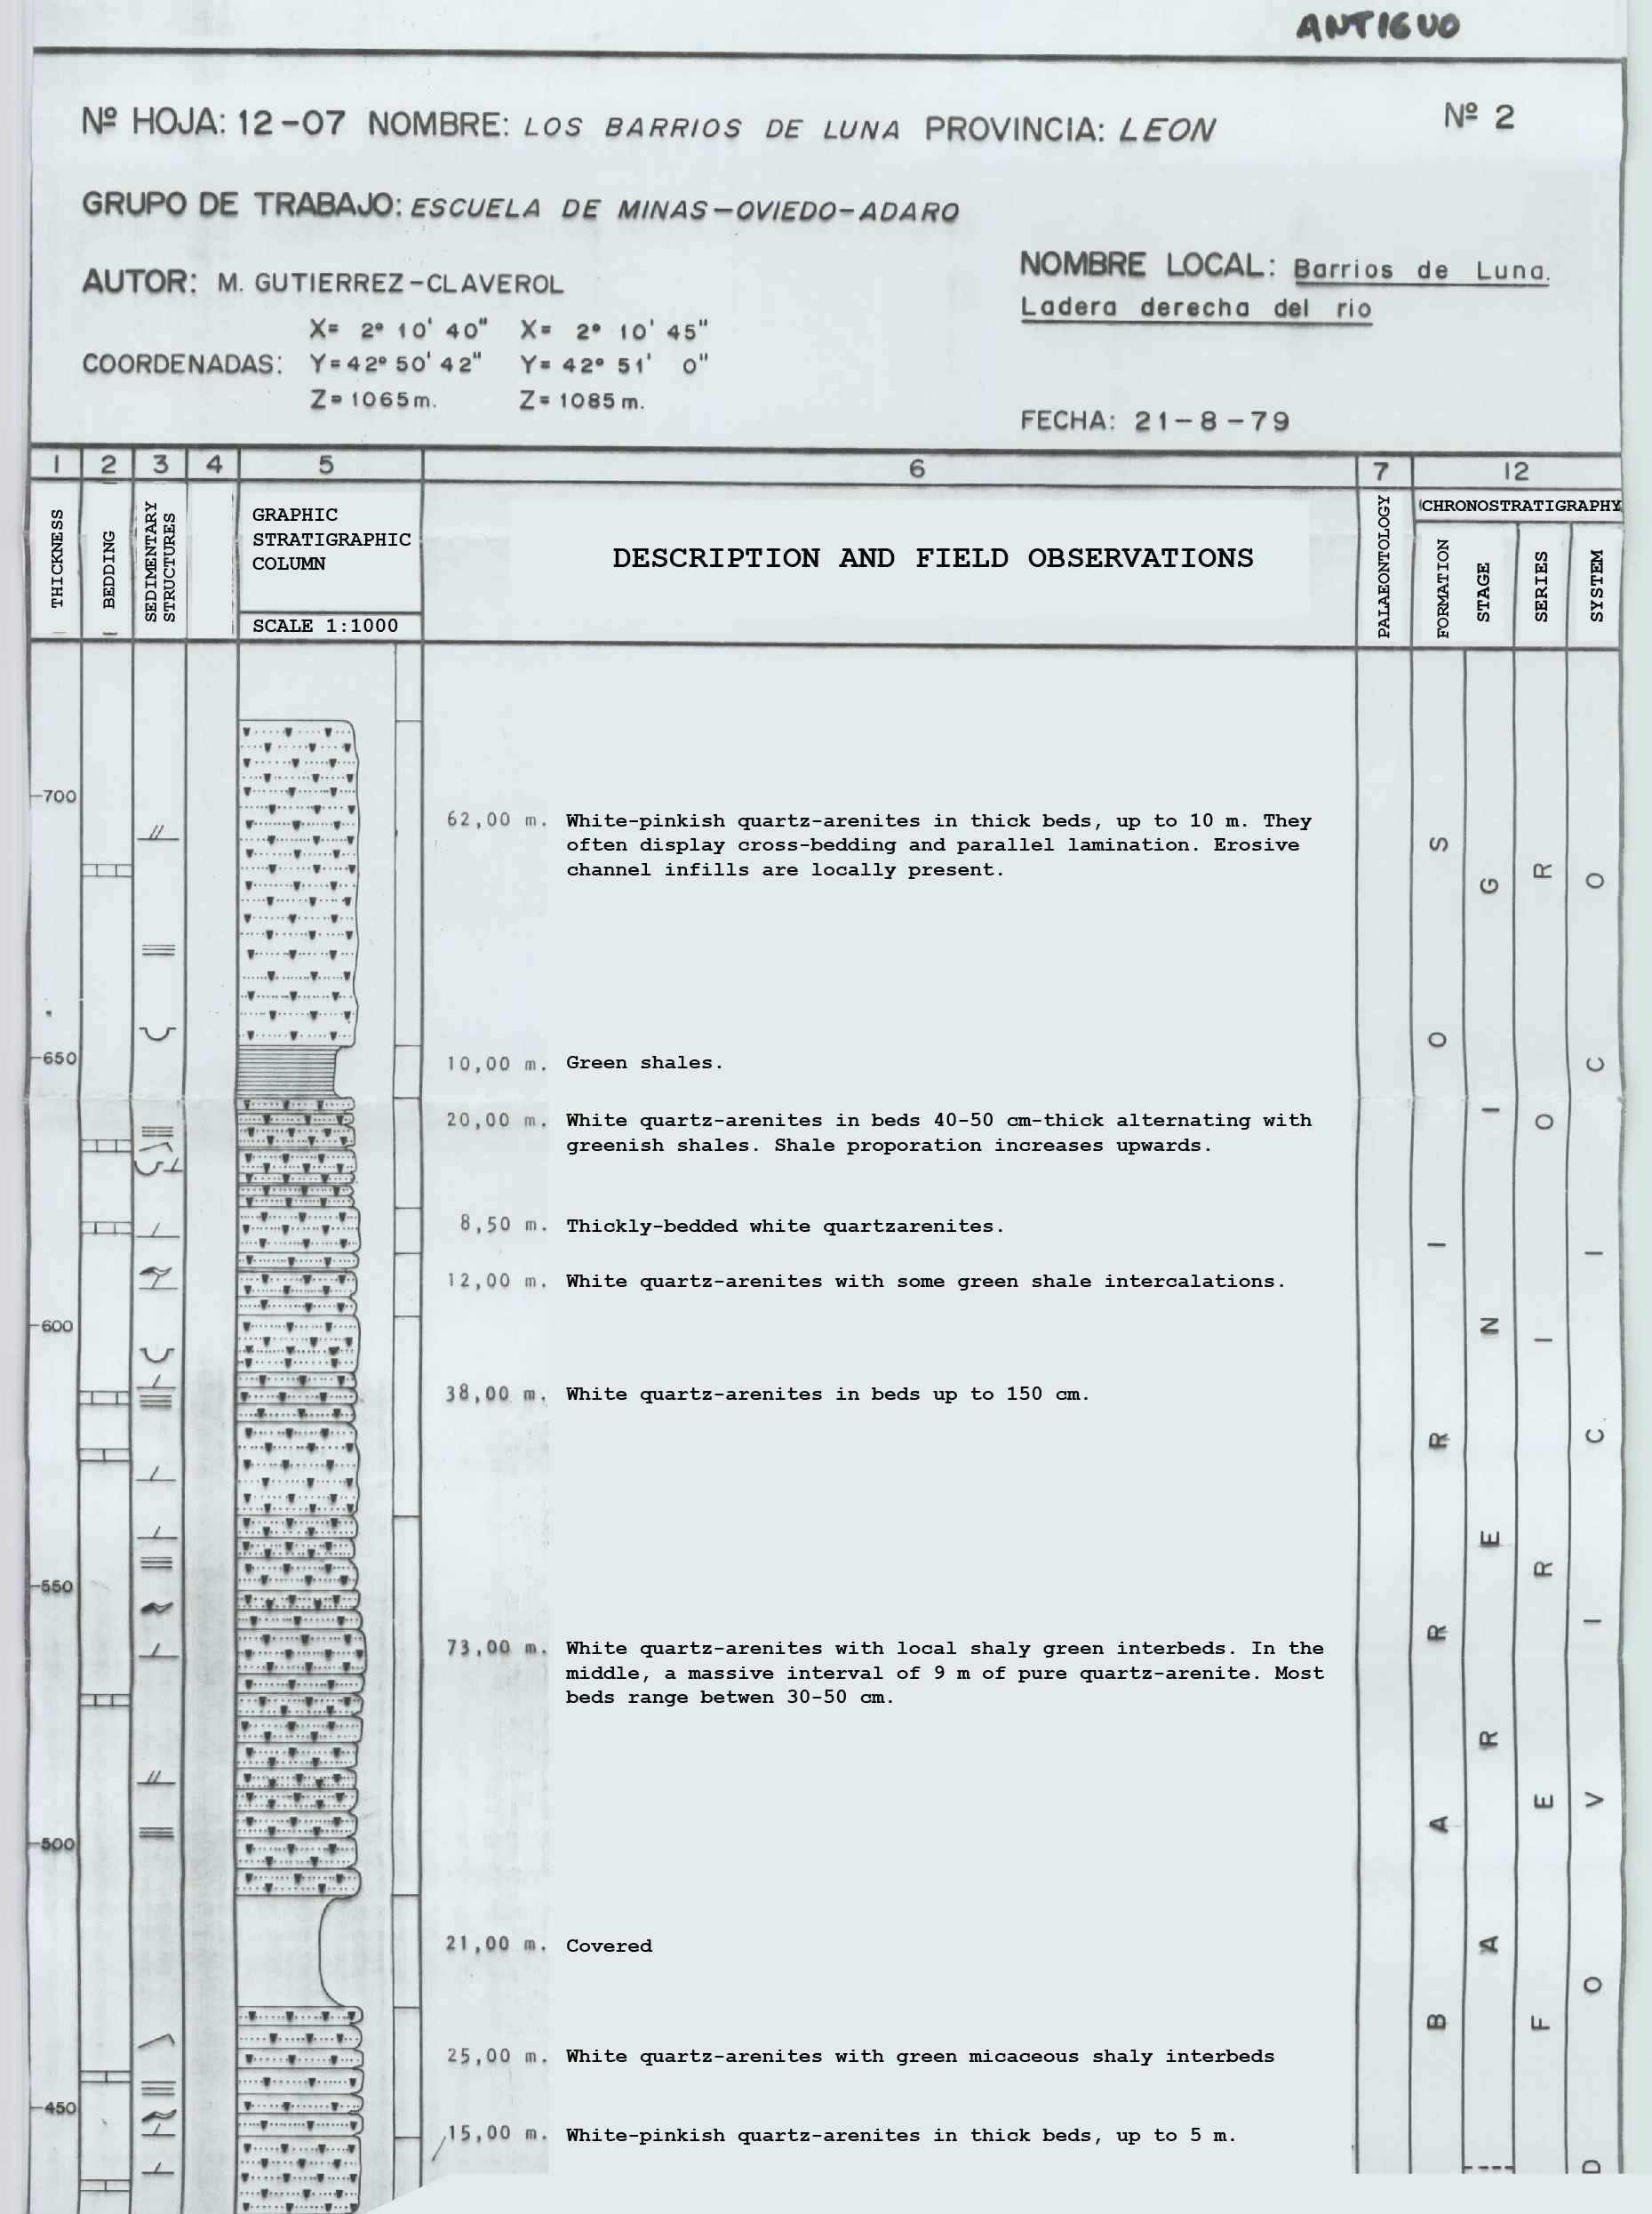 ANTIGUO
Nº HOJA: 12-07 NOMBRE: LOS BARRIOS DE LUNA PROVINCIA: LEON
Nº 2
GRUPO DE TRABAJO: ESCUELA DE MINAS-OVIEDO-ADARO
AUTOR: M. GUTIERREZ-CLAVEROL
NOMBRE LOCAL: Barrios de Luna.
Ladera derecha del rio
X= 2º 10' 40" X= 2º 10' 45"
COORDENADAS: Y=42º 50' 42" Y= 42º 51' 0"
Z=1065m. Z=1085m.
FECHA: 21-8-79
1 2 3 4 5 6 7 12
THICKNESS
BEDDING
SEDIMENTARY
STRUCTURES
GRAPHIC
STRATIGRAPHIC
COLUMN
SCALE 1:1000
DESCRIPTION AND FIELD OBSERVATIONS
PALAEONTOLOGY
CHRONOSTRATIGRAPHY
FORMATION
STAGE
SERIES
SYSTEM
700
62,00 m. White-pinkish quartz-arenites in thick beds, up to 10 m. They
often display cross-bedding and parallel lamination. Erosive
channel infills are locally present.
650
10,00 m. Green shales.
20,00 m. White quartz-arenites in beds 40-50 cm-thick alternating with
greenish shales. Shale proporation increases upwards.
8,50 m. Thickly-bedded white quartzarenites.
12,00 m. White quartz-arenites with some green shale intercalations.
600
38,00 m. White quartz-arenites in beds up to 150 cm.
550
73,00 m. White quartz-arenites with local shaly green interbeds. In the
middle, a massive interval of 9 m of pure quartz-arenite. Most
beds range betwen 30-50 cm.
500
21,00 m. Covered
25,00 m. White quartz-arenites with green micaceous shaly interbeds
450
15,00 m. White-pinkish quartz-arenites in thick beds, up to 5 m.
BARRIOS
ARENIG
FERRIOR
DOVICICO